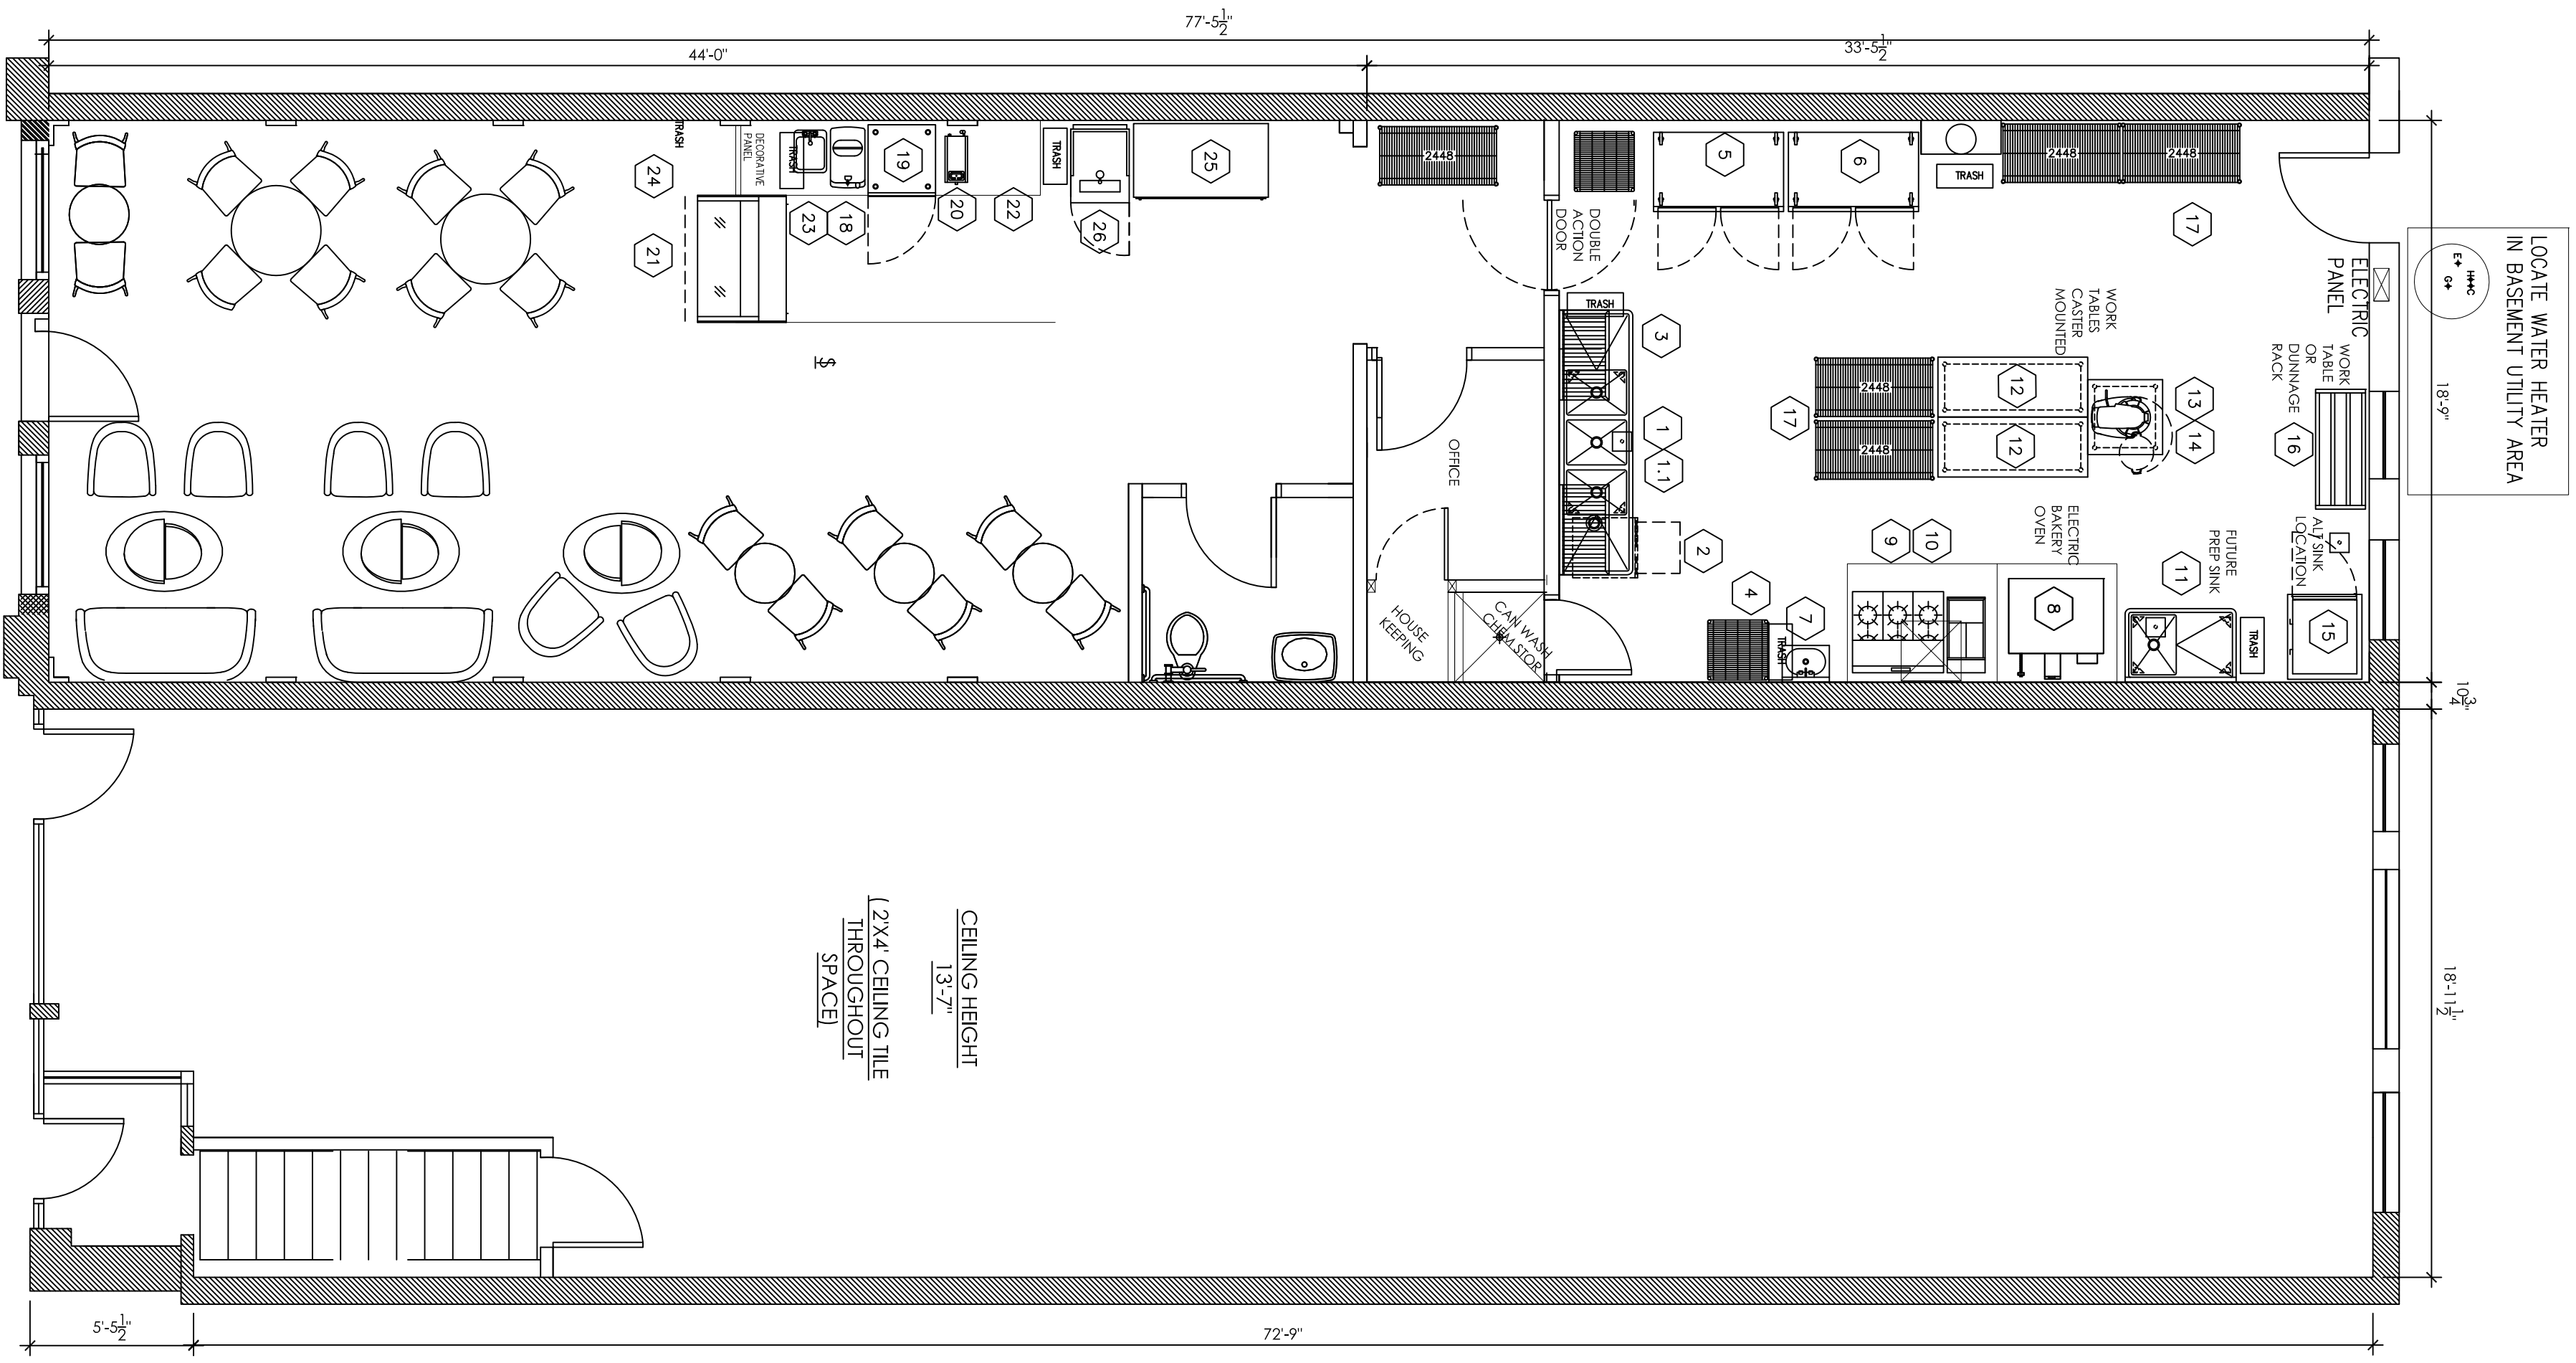 77'-5 1/2"
44'-0"
33'-5 1/2"
LOCATE WATER HEATER
IN BASEMENT UTILITY AREA
H C
E
G
18'-9"
10 3/4"
18'-11 1/2"
5'-5 1/2"
72'-9"
TRASH
24
21
DECORATIVE
PANEL
TRASH
23
18
19
20
22
TRASH
26
25
$
2448
DOUBLE
ACTION
DOOR
5
6
TRASH
2448
2448
17
ELECTRIC
PANEL
WORK
TABLES
CASTER
MOUNTED
WORK
TABLE
OR
DUNNAGE
RACK
16
TRASH
3
1
1.1
2
17
2448
2448
12
12
13
14
OFFICE
HOUSE
KEEPING
CAN WASH
CHEM STOR
4
TRASH
7
9
10
ELECTRIC
BAKERY
OVEN
8
11
FUTURE
PREP SINK
TRASH
ALT SINK
LOCATION
15
CEILING HEIGHT
13'-7"
( 2'X4' CEILING TILE
THROUGHOUT
SPACE)